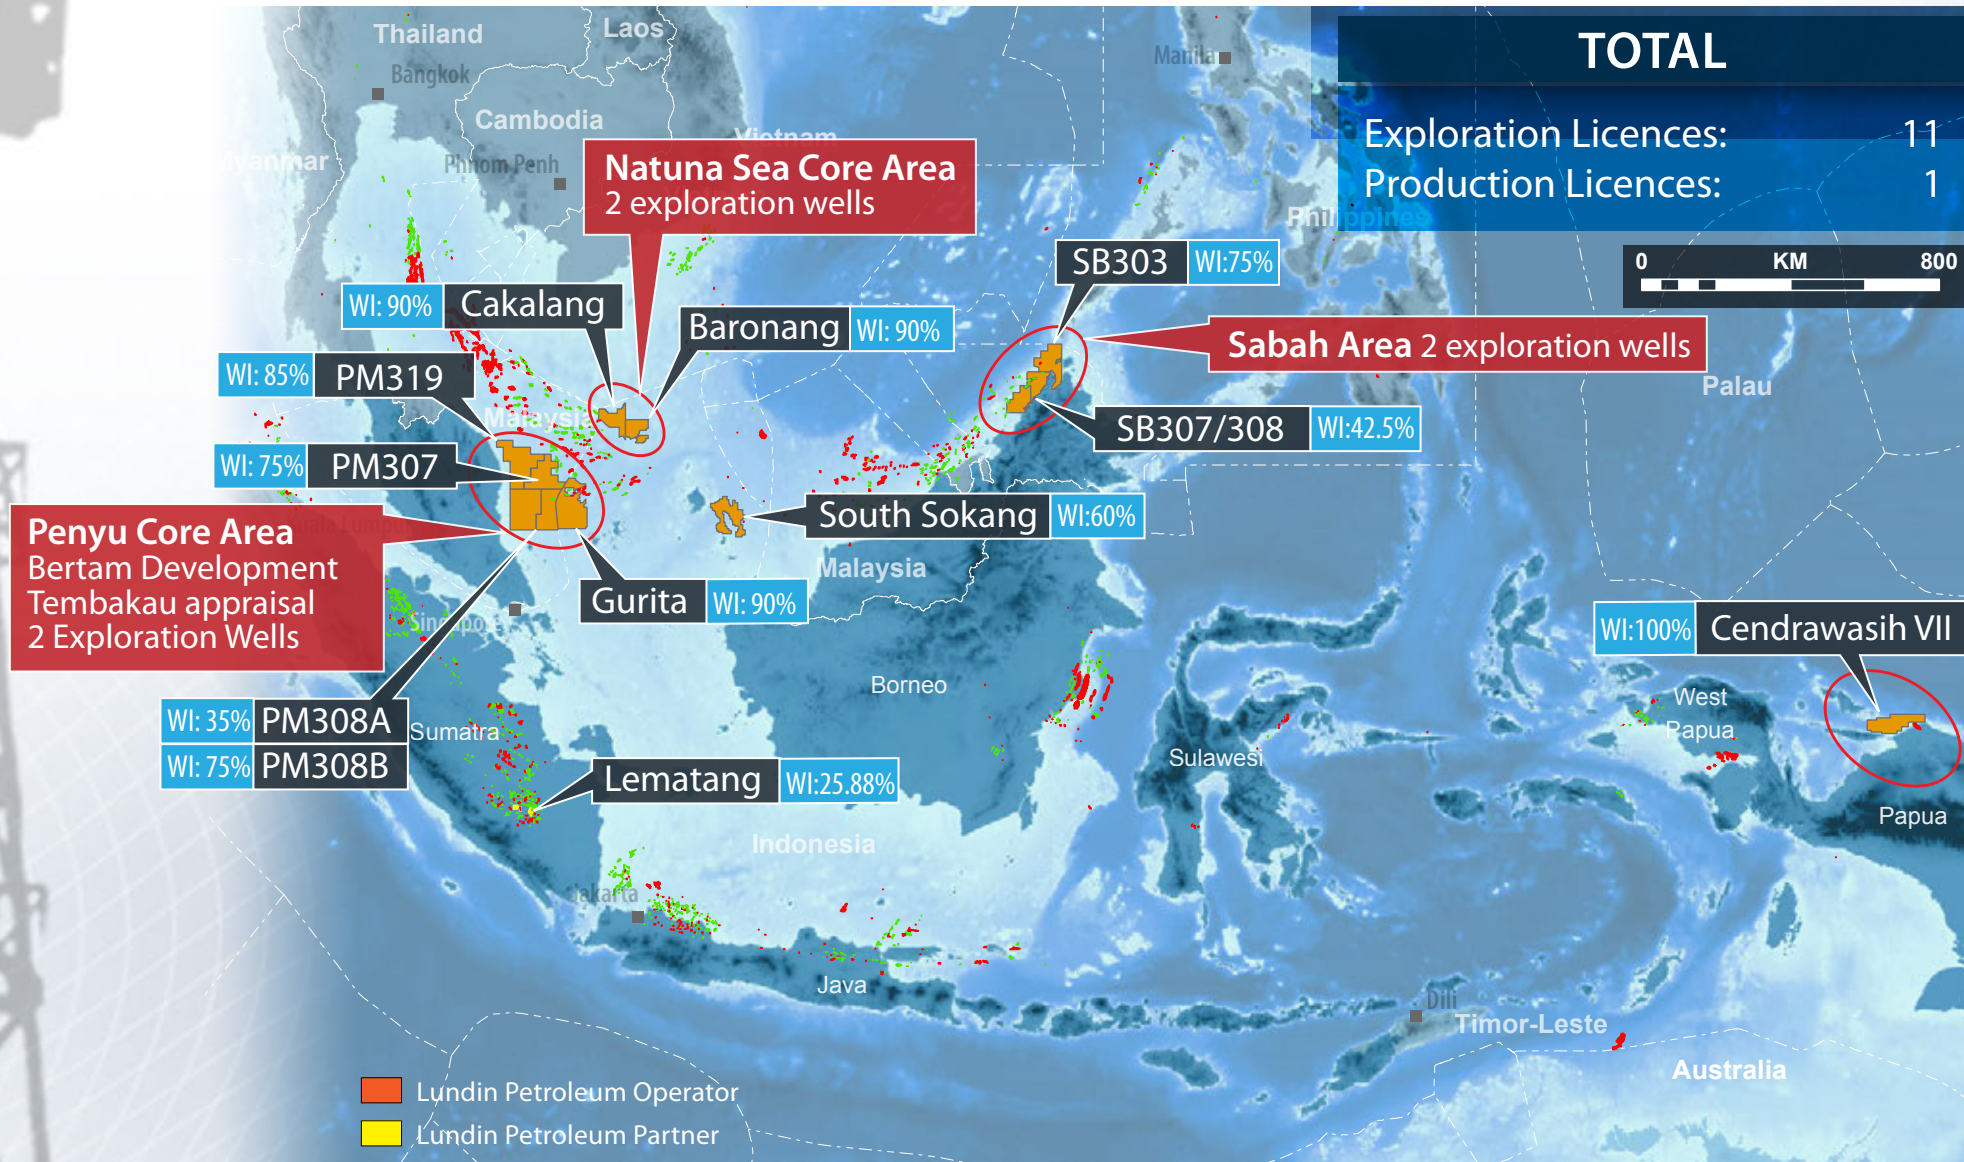 TOTAL
Exploration Licences: 11
Production Licences: 1
0 KM 800
Thailand
Laos
Bangkok
Cambodia
Phhom Penh
Myanmar
Vietnam
Manila
Philippines
Palau
Natuna Sea Core Area
2 exploration wells
SB303 WI:75%
WI: 90% Cakalang
Baronang WI: 90%
Sabah Area 2 exploration wells
WI: 85% PM319
Malaysia
SB307/308 WI:42.5%
WI: 75% PM307
South Sokang WI:60%
Penyu Core Area
Bertam Development
Tembakau appraisal
2 Exploration Wells
Malaysia
Gurita WI: 90%
Singapore
WI:100% Cendrawasih VII
Borneo
West
Papua
WI: 35% PM308A
WI: 75% PM308B
Sumatra
Sulawesi
Lematang WI:25.88%
Papua
Indonesia
Jakarta
Java
Dili
Timor-Leste
Australia
Lundin Petroleum Operator
Lundin Petroleum Partner